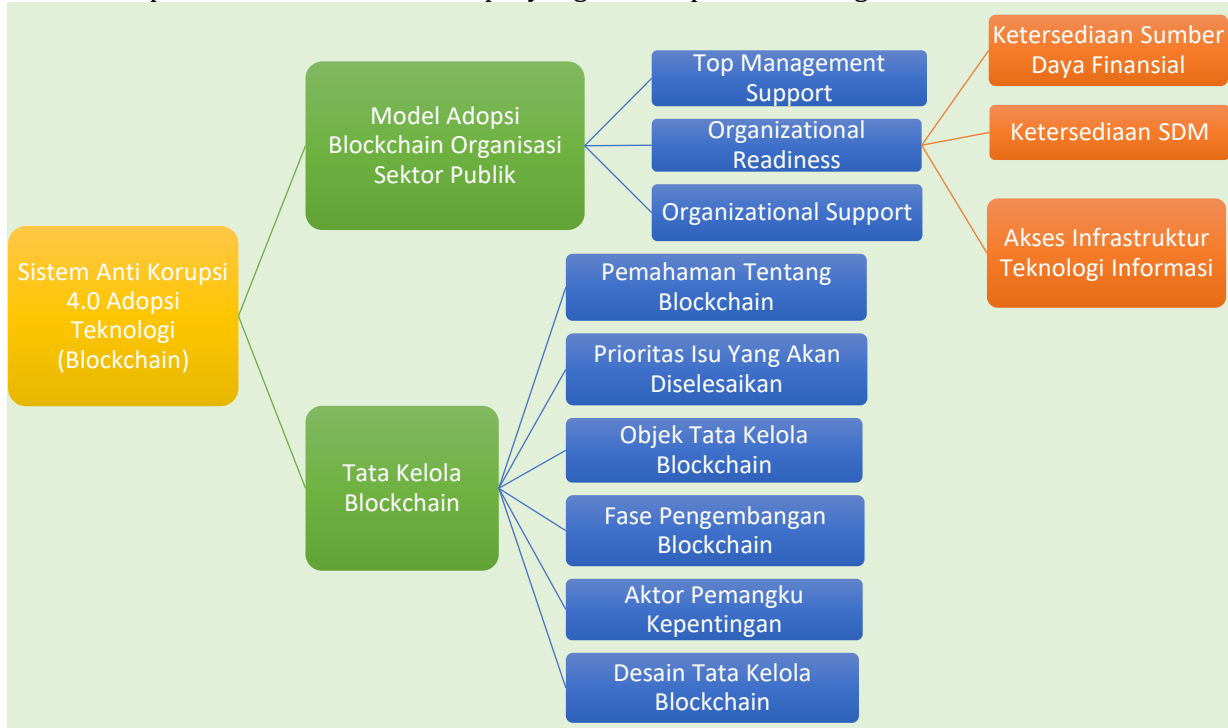 Sistem Anti Korupsi
4.0 Adopsi
Teknologi
(Blockchain)
Model Adopsi
Blockchain Organisasi
Sektor Publik
Top Management
Support
Organizational
Readiness
Ketersediaan Sumber
Daya Finansial
Ketersediaan SDM
Akses Infrastruktur
Teknologi Informasi
Organizational Support
Tata Kelola
Blockchain
Pemahaman Tentang
Blockchain
Prioritas Isu Yang Akan
Diselesaikan
Objek Tata Kelola
Blockchain
Fase Pengembangan
Blockchain
Aktor Pemangku
Kepentingan
Desain Tata Kelola
Blockchain